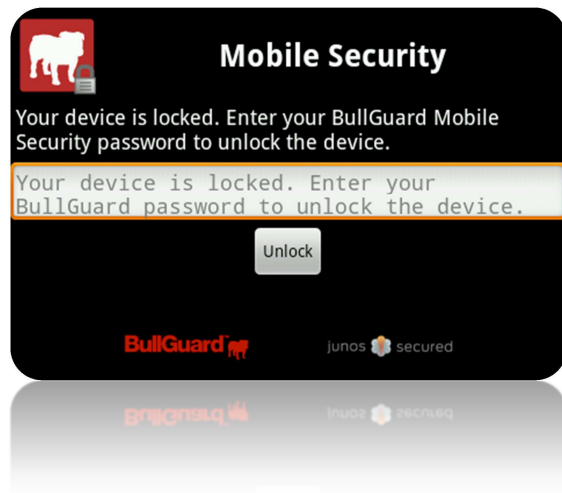 Mobile Security
Your device is locked. Enter your BullGuard Mobile
Security password to unlock the device.
Your device is locked. Enter your
BullGuard password to unlock the device.
Unlock
BullGuard
junos secured